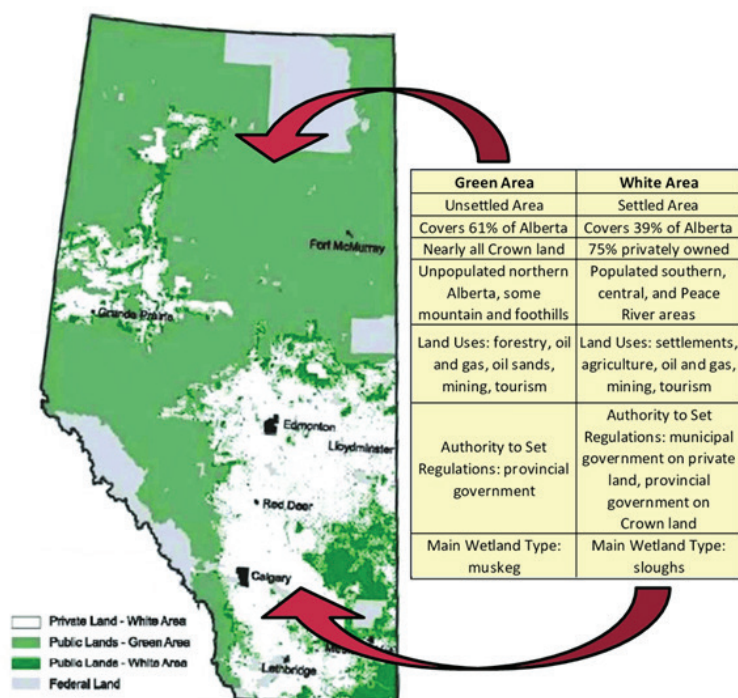 Fort McMurray
Grande Prairie
Edmonton
Lloydminster
Red Deer
Calgary
Lethbridge
Private Land - White Area
Public Lands - Green Area
Public Lands - White Area
Federal Land
Green Area White Area
Unsettled Area Settled Area
Covers 61% of Alberta Covers 39% of Alberta
Nearly all Crown land 75% privately owned
Unpopulated northern
Alberta, some
mountain and foothills
Populated southern,
central, and Peace
River areas
Land Uses: forestry, oil
and gas, oil sands,
mining, tourism
Land Uses: settlements,
agriculture, oil and gas,
mining, tourism
Authority to Set
Regulations: provincial
government
Authority to Set
Regulations: municipal
government on private
land, provincial
government on
Crown land
Main Wetland Type:
muskeg
Main Wetland Type:
sloughs